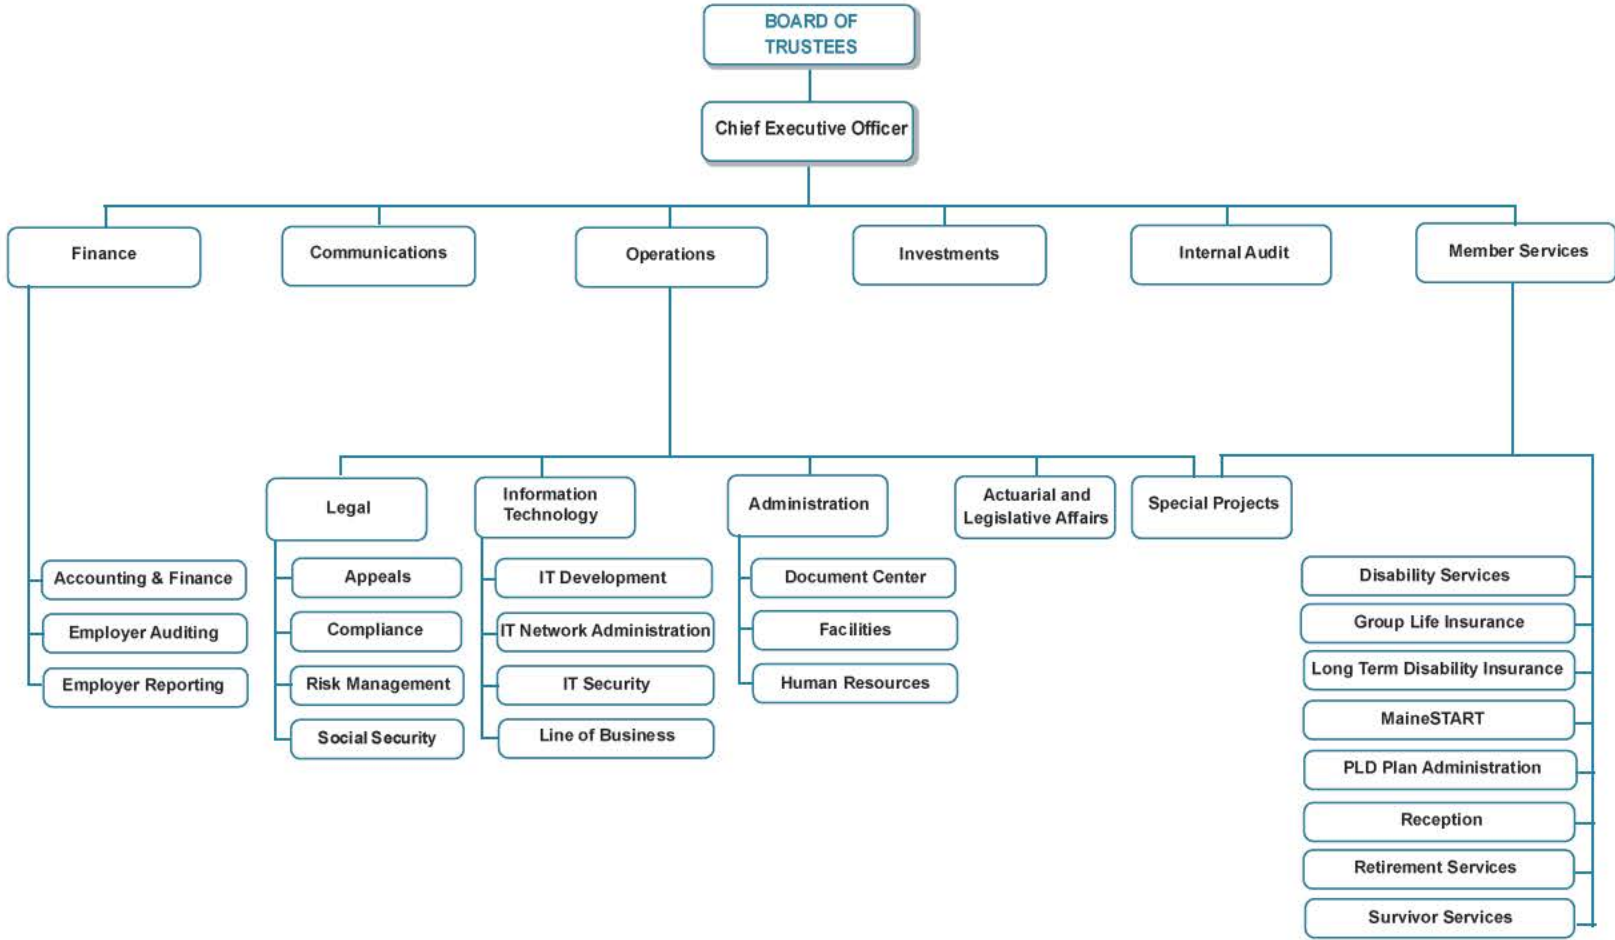 BOARD OF
TRUSTEES
Chief Executive Officer
Finance
Communications
Operations
Investments
Internal Audit
Member Services
Legal
Information
Technology
Administration
Actuarial and
Legislative Affairs
Special Projects
Accounting & Finance
Employer Auditing
Employer Reporting
Appeals
Compliance
Risk Management
Social Security
IT Development
IT Network Administration
IT Security
Line of Business
Document Center
Facilities
Human Resources
Disability Services
Group Life Insurance
Long Term Disability Insurance
MaineSTART
PLD Plan Administration
Reception
Retirement Services
Survivor Services